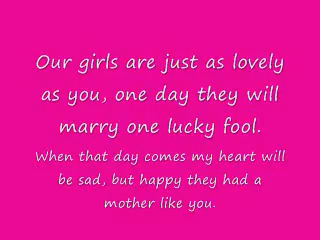 Our girls are just as lovely
as you, one day they will
marry one lucky fool.
When that day comes my heart will
be sad, but happy they had a
mother like you.